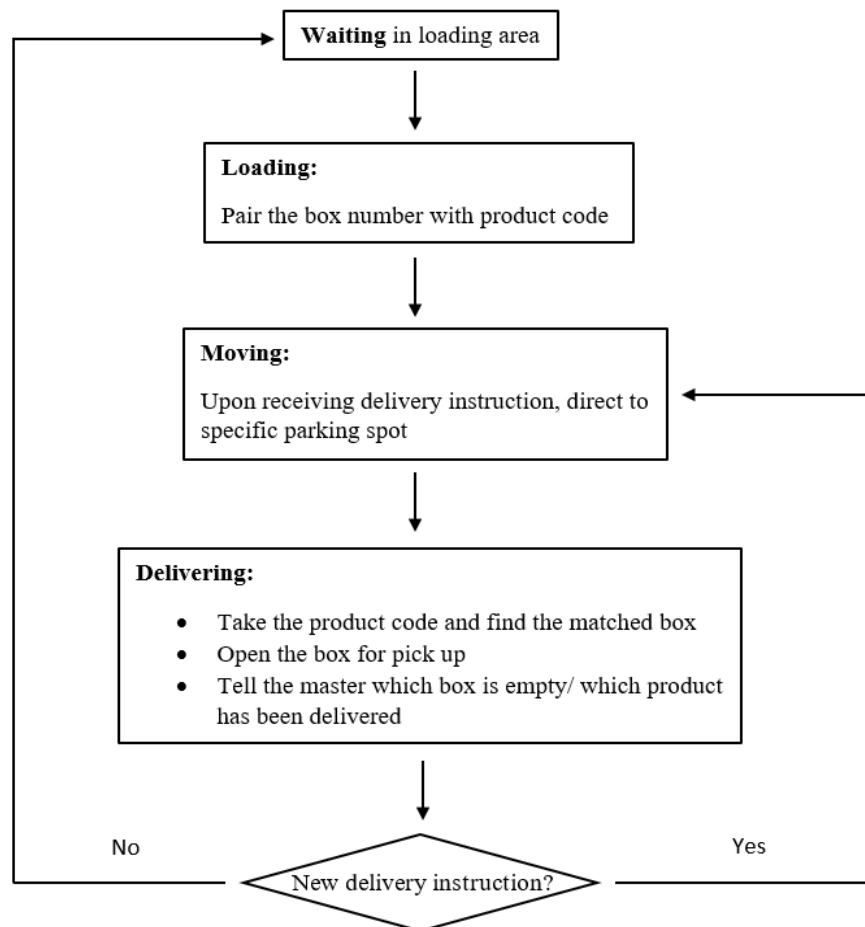 Waiting in loading area
Loading:
Pair the box number with product code
Moving:
Upon receiving delivery instruction, direct to
specific parking spot
Delivering:
• Take the product code and find the matched box
• Open the box for pick up
• Tell the master which box is empty/ which product
has been delivered
No
Yes
New delivery instruction?